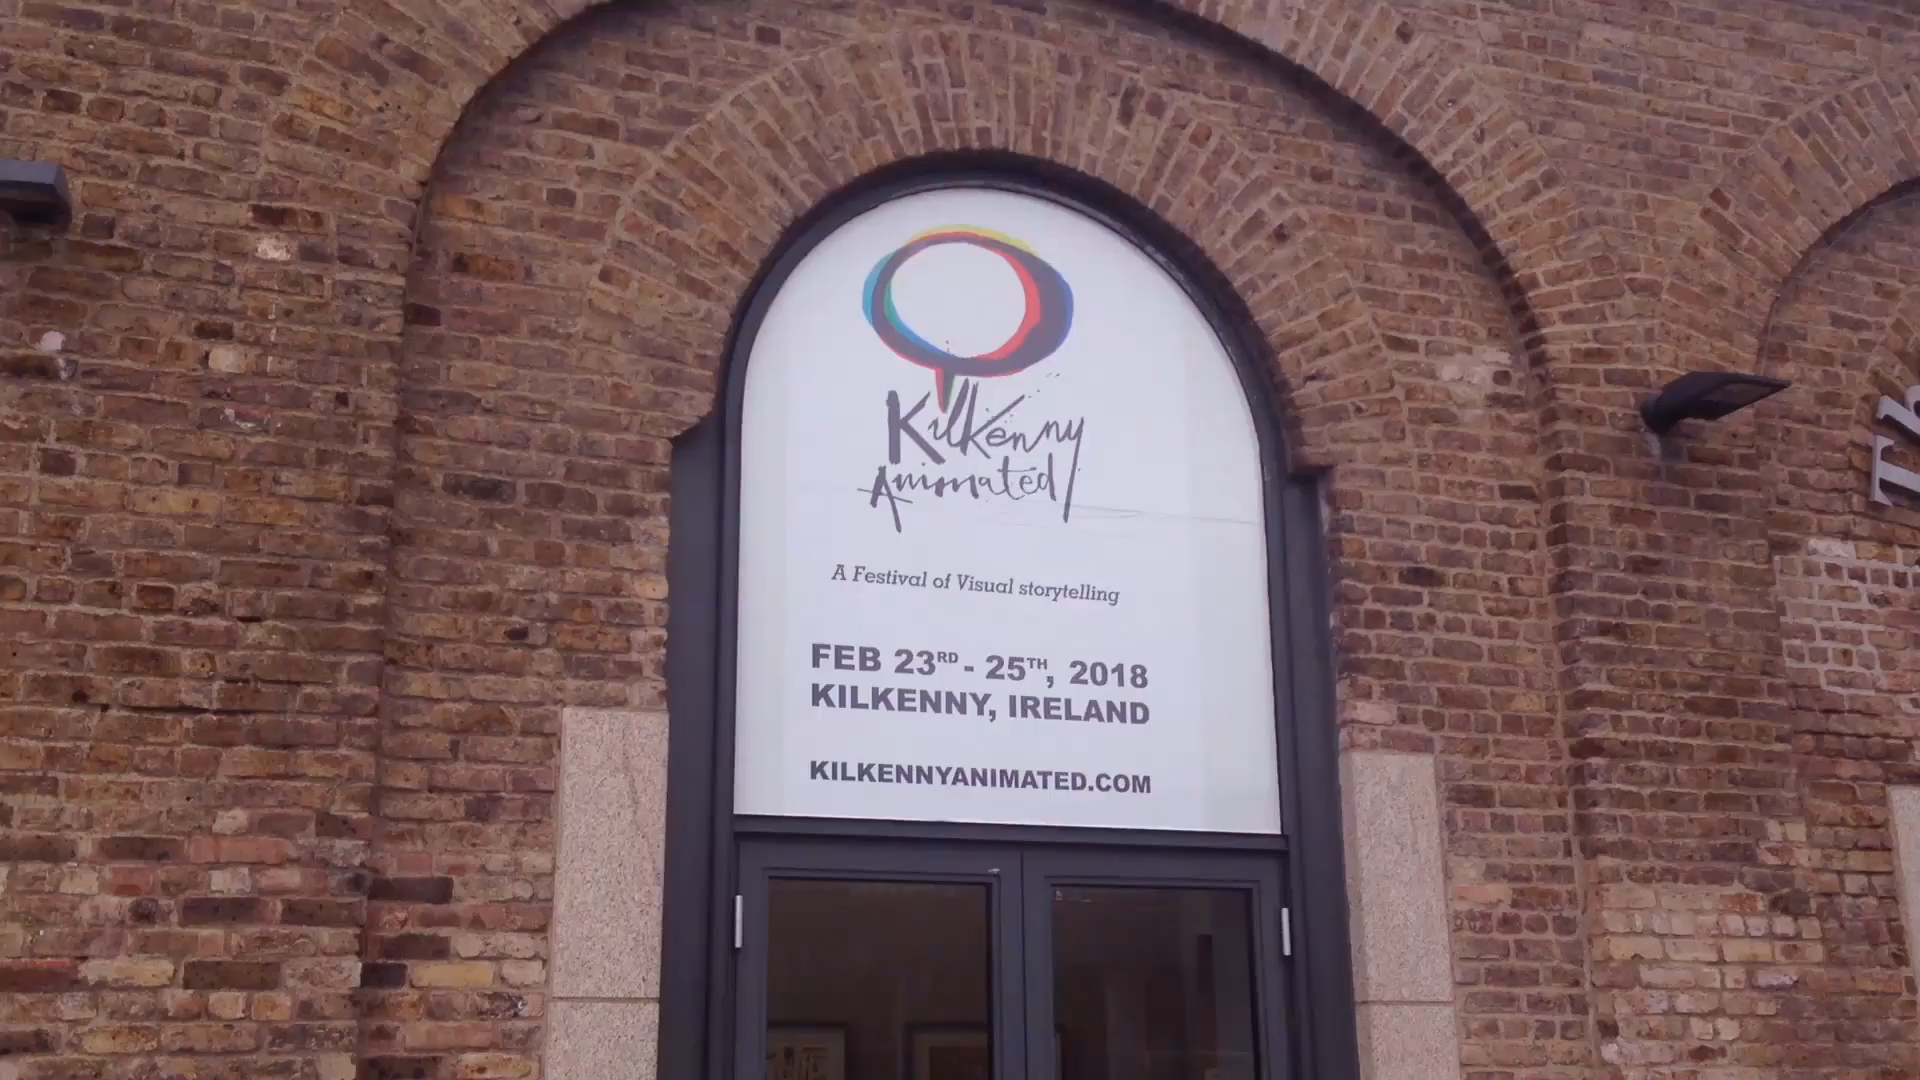 Kilkenny
Animated
A Festival of Visual storytelling
FEB 23RD - 25TH, 2018
KILKENNY, IRELAND
KILKENNYANIMATED.COM